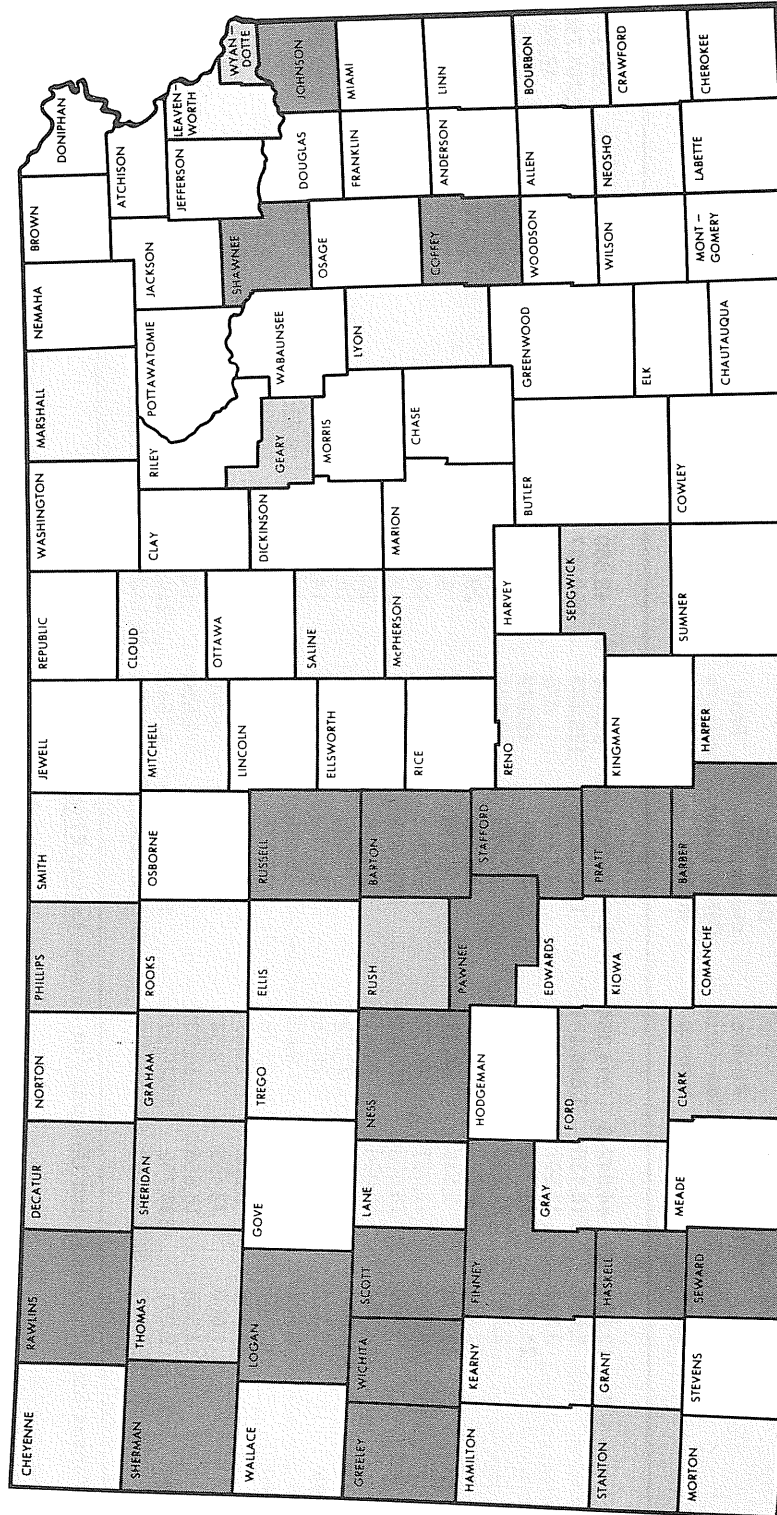 CHEYENNE
RAWLINS
DECATUR
NORTON
PHILLIPS
SMITH
JEWELL
REPUBLIC
WASHINGTON
MARSHALL
NEMAHA
BROWN
DONIPHAN
SHERMAN
THOMAS
SHERIDAN
GRAHAM
ROOKS
OSBORNE
MITCHELL
CLOUD
CLAY
RILEY
POTTAWATOMIE
JACKSON
ATCHISON
JEFFERSON
LEAVEN-
WORTH
WYAN-
DOTTE
WALLACE
LOGAN
GOVE
TREGO
ELLIS
RUSSELL
LINCOLN
OTTAWA
DICKINSON
GEARY
WABAUNSEE
SHAWNEE
DOUGLAS
JOHNSON
ELLSWORTH
SALINE
MORRIS
OSAGE
FRANKLIN
MIAMI
GREELEY
WICHITA
SCOTT
LANE
NESS
RUSH
BARTON
RICE
McPHERSON
MARION
CHASE
LYON
COFFEY
ANDERSON
LINN
HAMILTON
KEARNY
FINNEY
HODGEMAN
PAWNEE
STAFFORD
RENO
HARVEY
BUTLER
GREENWOOD
WOODSON
ALLEN
BOURBON
GRAY
FORD
EDWARDS
PRATT
KINGMAN
SEDGWICK
ELK
WILSON
NEOSHO
CRAWFORD
STANTON
GRANT
HASKELL
KIOWA
MORTON
STEVENS
SEWARD
MEADE
CLARK
COMANCHE
BARBER
HARPER
SUMNER
COWLEY
CHAUTAUQUA
MONT-
GOMERY
LABETTE
CHEROKEE